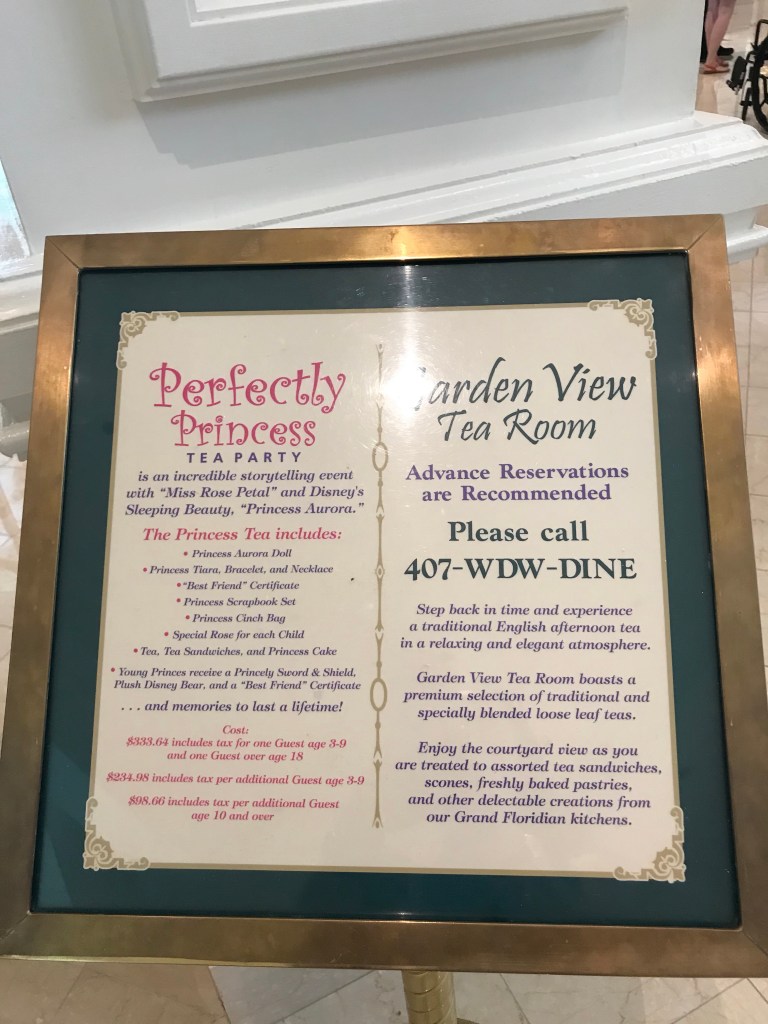 Perfectly
Princess
TEA PARTY
is an incredible storytelling event
with “Miss Rose Petal” and Disney's
Sleeping Beauty, “Princess Aurora.”
The Princess Tea includes:
• Princess Aurora Doll
• Princess Tiara, Bracelet, and Necklace
• “Best Friend” Certificate
• Princess Scrapbook Set
• Princess Cinch Bag
• Special Rose for each Child
• Tea, Tea Sandwiches, and Princess Cake
• Young Princes receive a Princely Sword & Shield,
Plush Disney Bear, and a “Best Friend” Certificate
. . . and memories to last a lifetime!
Cost:
$333.64 includes tax for one Guest age 3-9
and one Guest over age 18
$234.98 includes tax per additional Guest age 3-9
$98.66 includes tax per additional Guest
age 10 and over
Garden View
Tea Room
Advance Reservations
are Recommended
Please call
407-WDW-DINE
Step back in time and experience
a traditional English afternoon tea
in a relaxing and elegant atmosphere.
Garden View Tea Room boasts a
premium selection of traditional and
specially blended loose leaf teas.
Enjoy the courtyard view as you
are treated to assorted tea sandwiches,
scones, freshly baked pastries,
and other delectable creations from
our Grand Floridian kitchens.